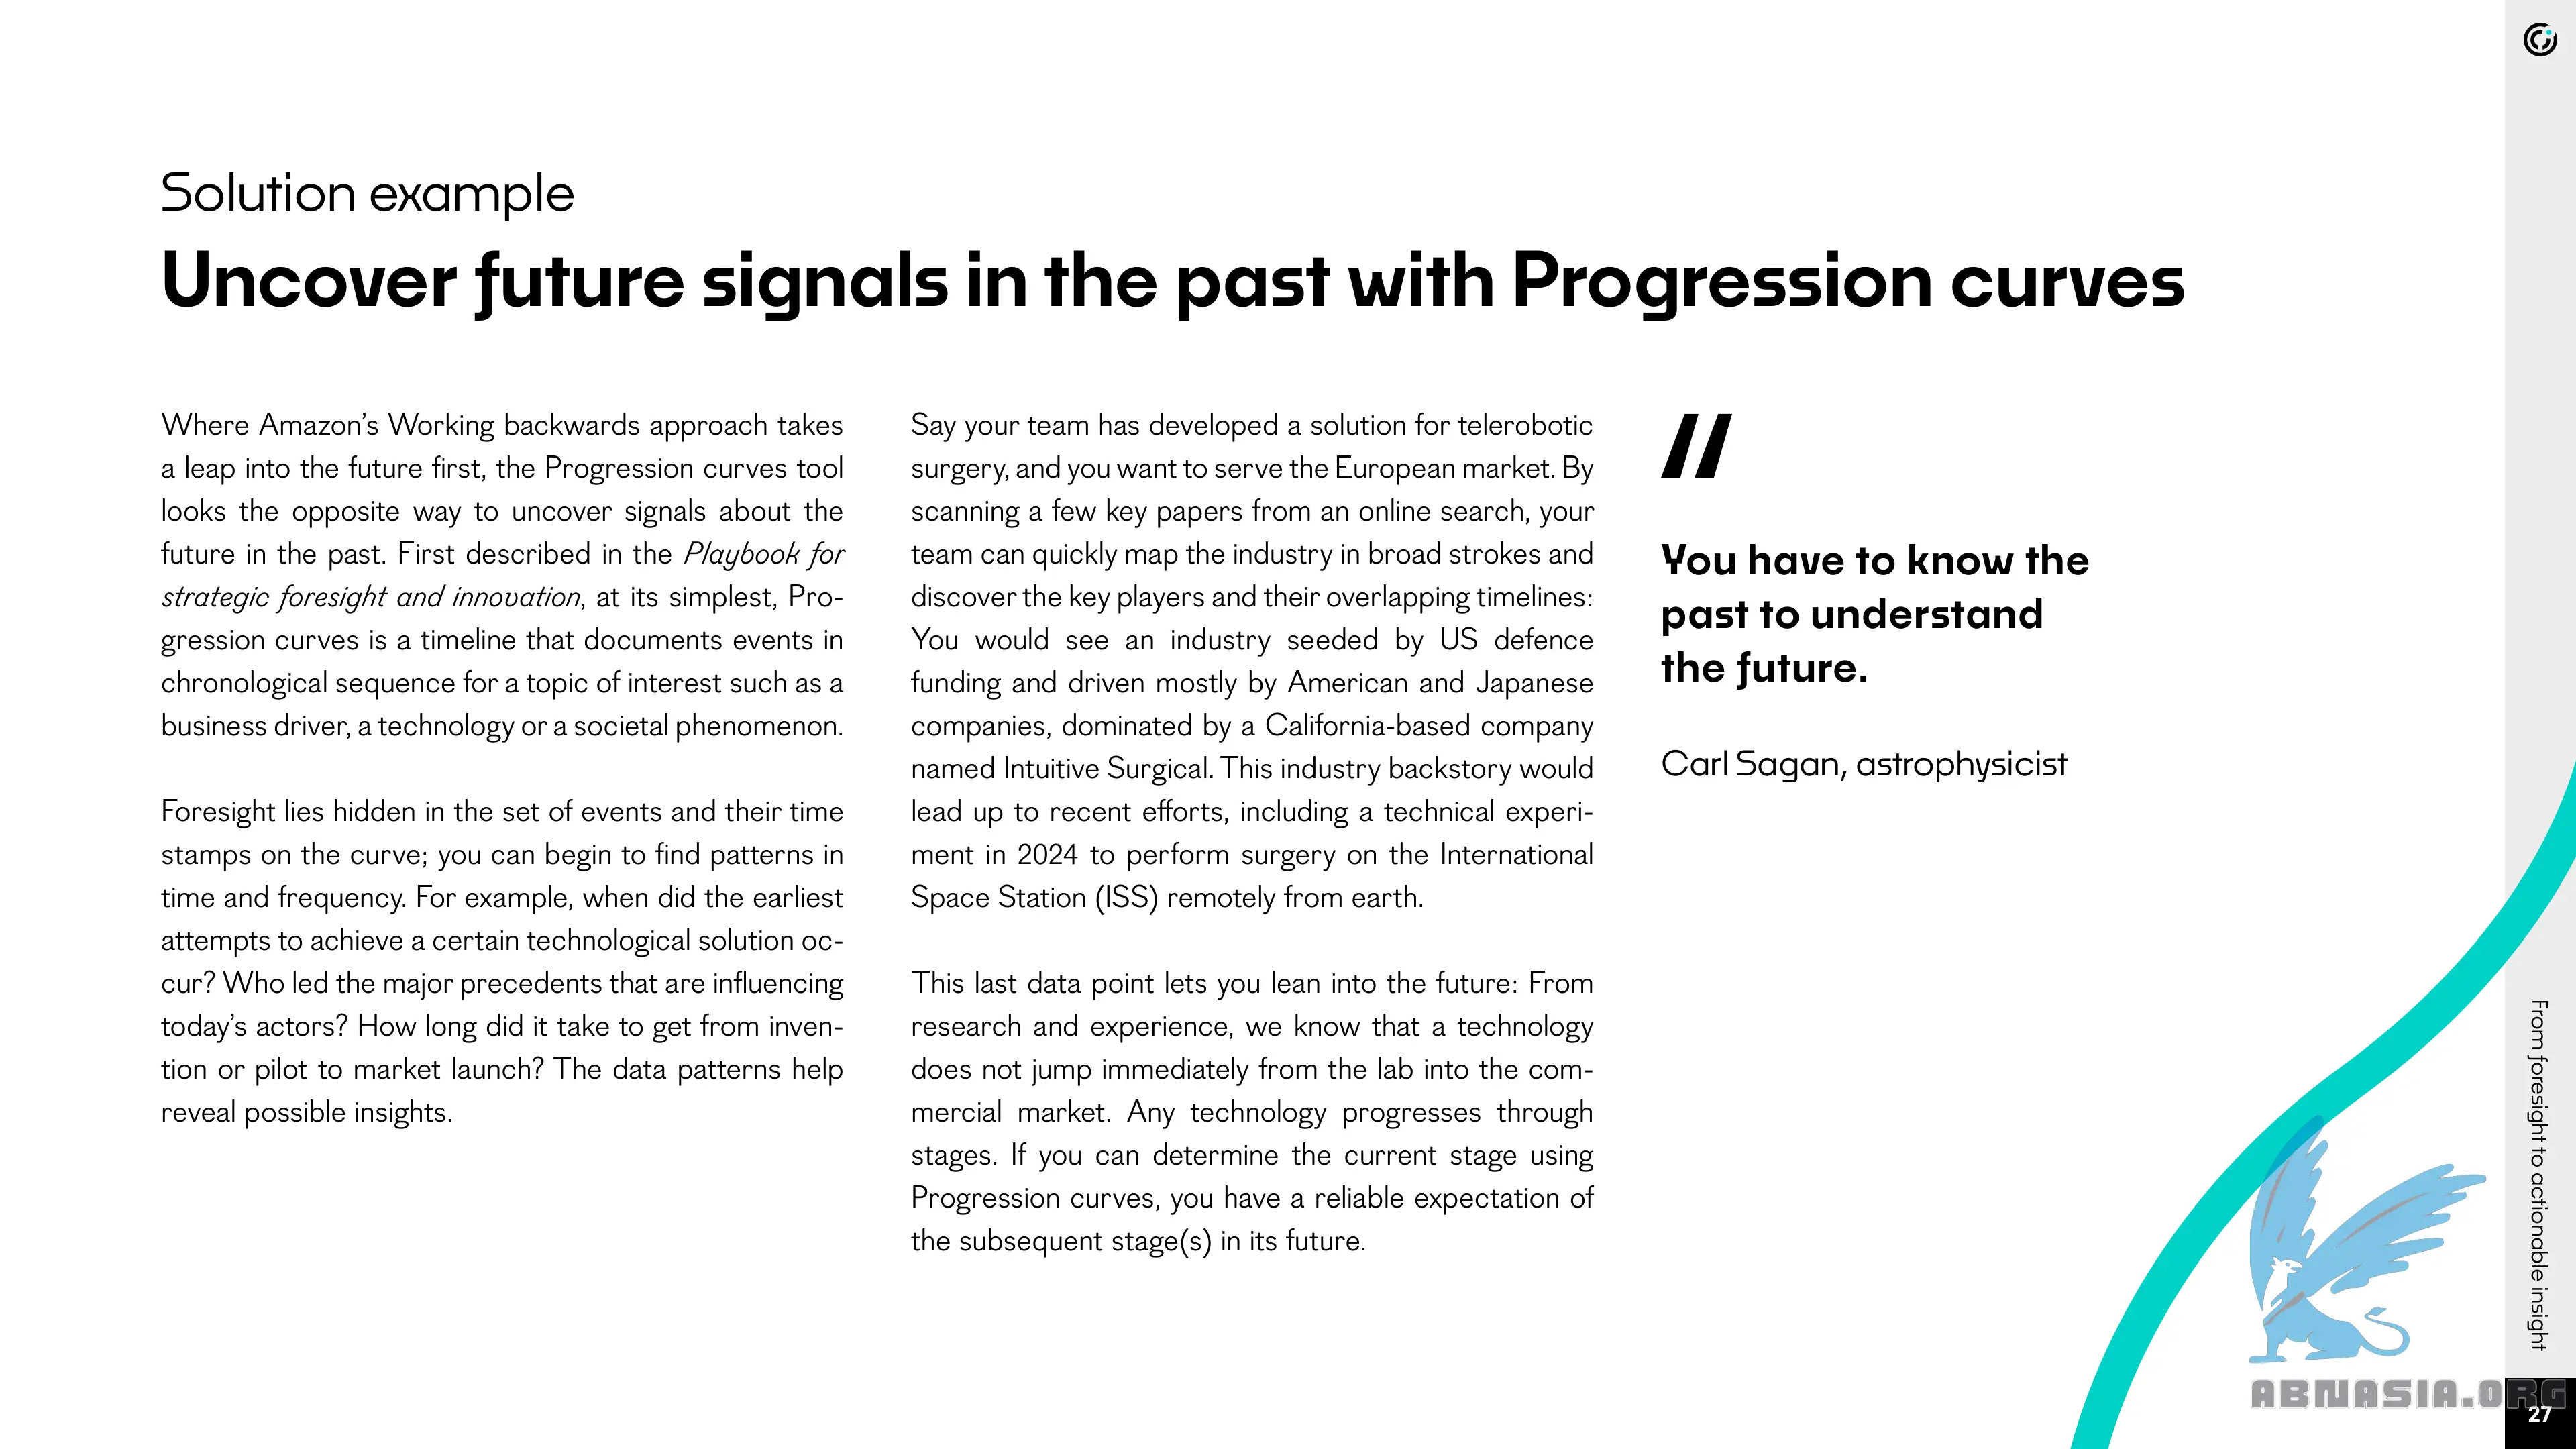 Solution example
Uncover future signals in the past with Progression curves
Where Amazon’s Working backwards approach takes
a leap into the future first, the Progression curves tool
looks the opposite way to uncover signals about the
future in the past. First described in the Playbook for
strategic foresight and innovation, at its simplest, Pro-
gression curves is a timeline that documents events in
chronological sequence for a topic of interest such as a
business driver, a technology or a societal phenomenon.
Foresight lies hidden in the set of events and their time
stamps on the curve; you can begin to find patterns in
time and frequency. For example, when did the earliest
attempts to achieve a certain technological solution oc-
cur? Who led the major precedents that are influencing
today’s actors? How long did it take to get from inven-
tion or pilot to market launch? The data patterns help
reveal possible insights.
Say your team has developed a solution for telerobotic
surgery, and you want to serve the European market. By
scanning a few key papers from an online search, your
team can quickly map the industry in broad strokes and
discover the key players and their overlapping timelines:
You would see an industry seeded by US defence
funding and driven mostly by American and Japanese
companies, dominated by a California-based company
named Intuitive Surgical. This industry backstory would
lead up to recent efforts, including a technical experi-
ment in 2024 to perform surgery on the International
Space Station (ISS) remotely from earth.
This last data point lets you lean into the future: From
research and experience, we know that a technology
does not jump immediately from the lab into the com-
mercial market. Any technology progresses through
stages. If you can determine the current stage using
Progression curves, you have a reliable expectation of
the subsequent stage(s) in its future.
"
You have to know the
past to understand
the future.
Carl Sagan, astrophysicist
From foresight to actionable insight
ABNASIA.ORG
27